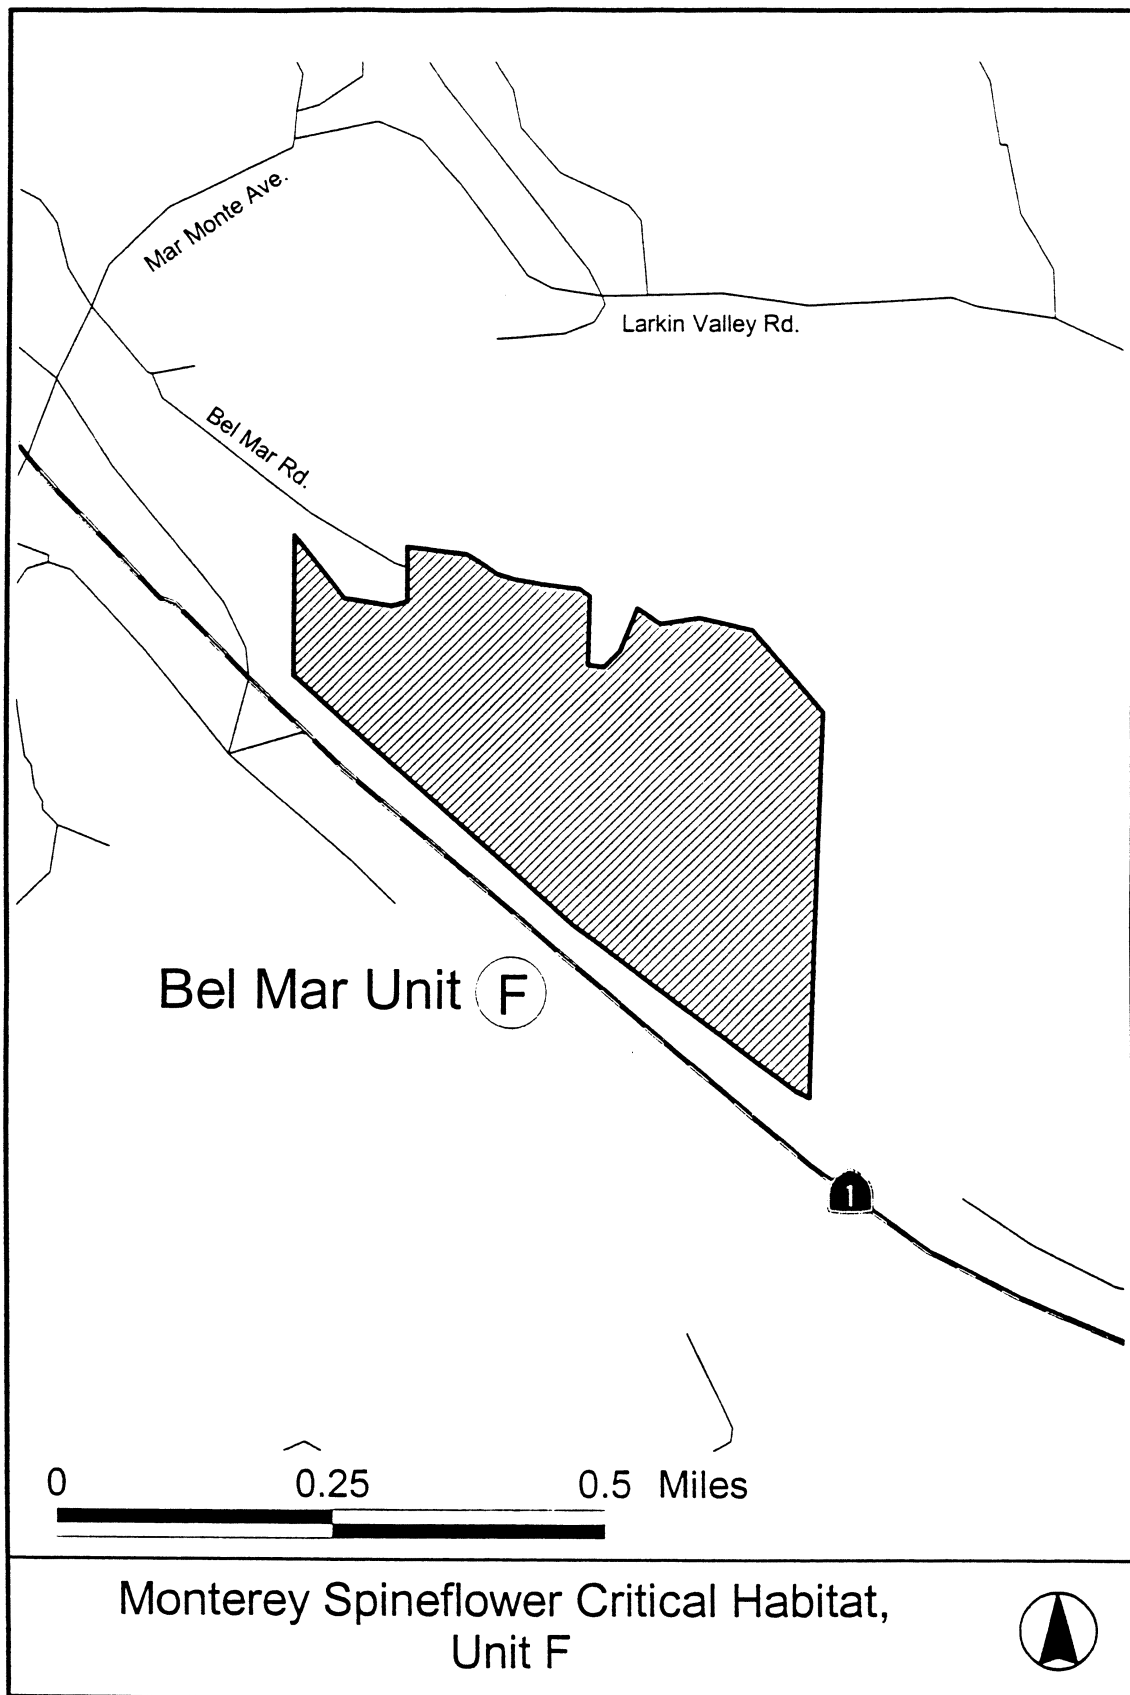 Mar Monte Ave.
Larkin Valley Rd.
Bel Mar Rd.
Bel Mar Unit F
1
0 0.25 0.5 Miles
Monterey Spineflower Critical Habitat,
Unit F